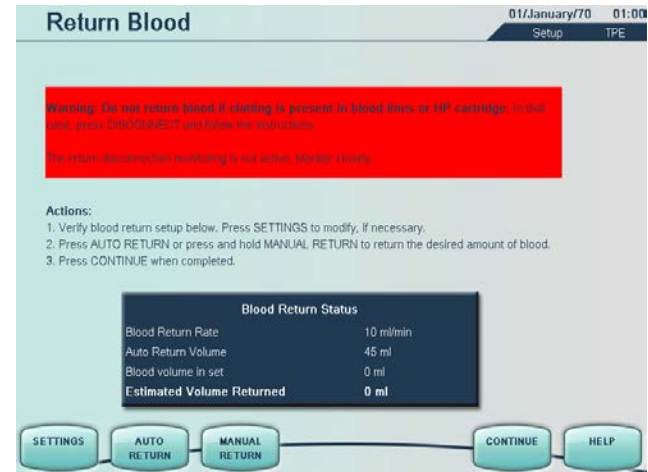 Return Blood
01/January/70 01:00
Setup TPE
Warning: Do not return blood if clotting is present in blood lines or HP cartridge. In that
case, press DISCONNECT and follow the instructions.
The return disconnection monitoring is not active. Monitor closely.
Actions:
1. Verify blood return setup below. Press SETTINGS to modify, if necessary.
2. Press AUTO RETURN or press and hold MANUAL RETURN to return the desired amount of blood.
3. Press CONTINUE when completed.
Blood Return Status
Blood Return Rate 10 ml/min
Auto Return Volume 45 ml
Blood volume in set 0 ml
Estimated Volume Returned 0 ml
SETTINGS
AUTO
RETURN
MANUAL
RETURN
CONTINUE
HELP